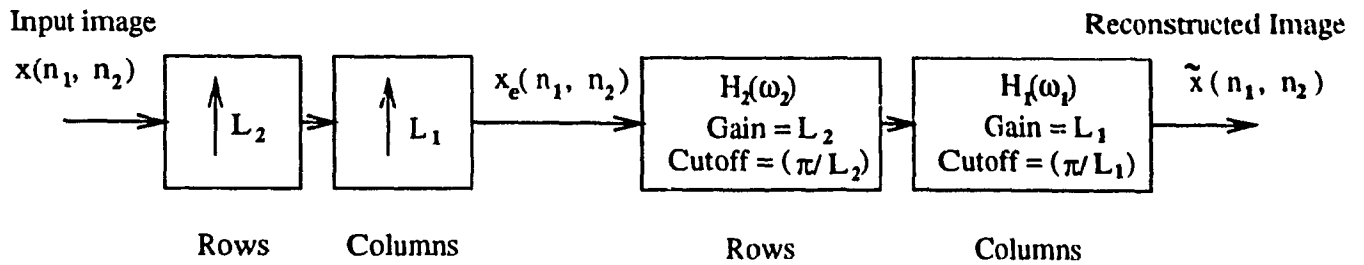 Input image
x(n₁, n₂)
↑ L₂
↑ L₁
xₑ(n₁, n₂)
H₂(ω₂)
Gain = L₂
Cutoff = (π/L₂)
H₁(ω₁)
Gain = L₁
Cutoff = (π/L₁)
Reconstructed Image
x̃(n₁, n₂)
Rows
Columns
Rows
Columns